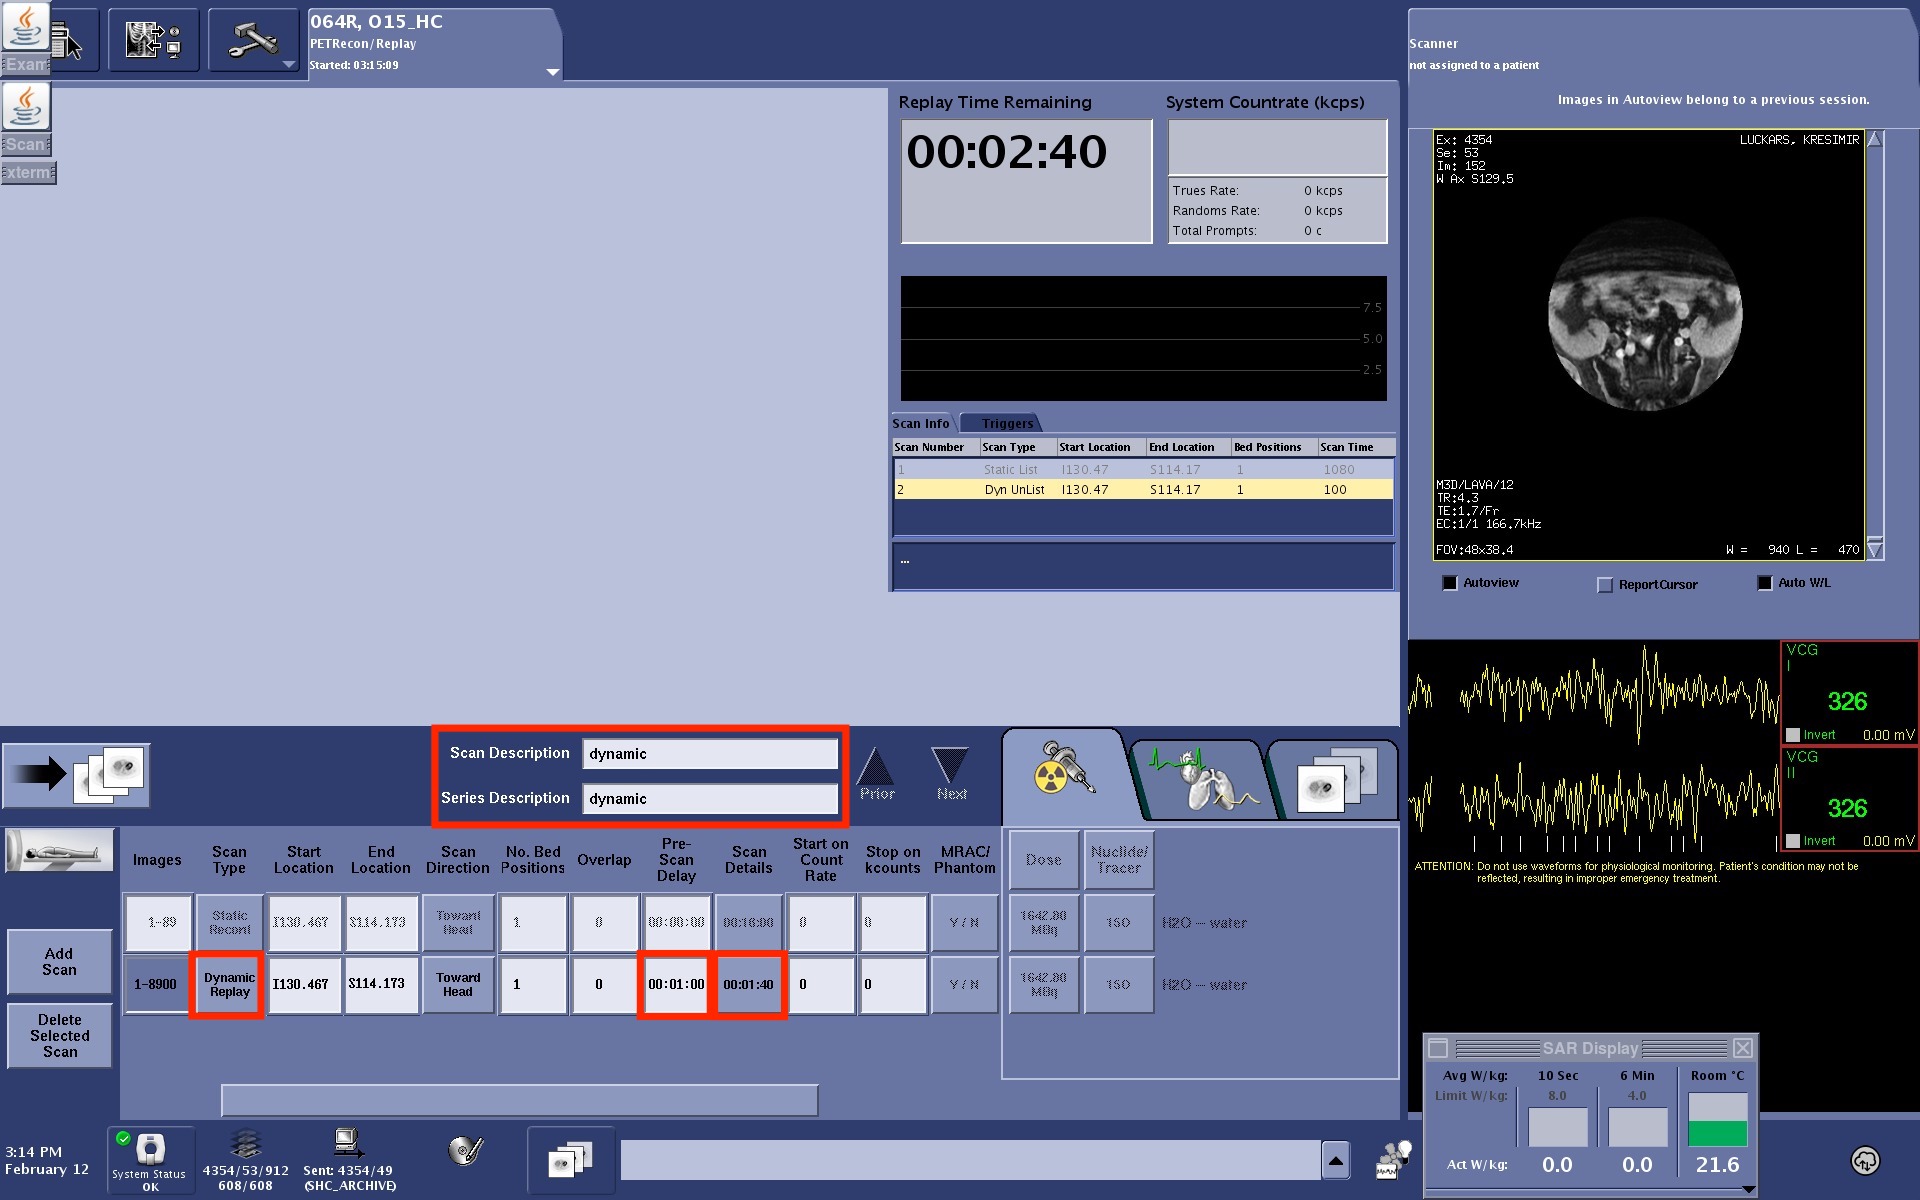 Exam
Scan
xterm
064R, O15_HC
PETRecon/Replay
Started: 03:15:09
Replay Time Remaining
00:02:40
System Countrate (kcps)
Trues Rate: 0 kcps
Randoms Rate: 0 kcps
Total Prompts: 0 c
7.5
5.0
2.5
Scan Info Triggers
Scan Number Scan Type Start Location End Location Bed Positions Scan Time
1 Static List I130.47 S114.17 1 1080
2 Dyn UnList I130.47 S114.17 1 100
...
Scanner
not assigned to a patient
Images in Autoview belong to a previous session.
Ex: 4354 LUCKARS, KRESIMIR
Se: 53
Im: 152
W Ax S129.5
M3D/LAVA/12
TR:4.3
TE:1.7/Fr
EC:1/1 166.7kHz
FOV:48x38.4 W = 940 L = 470
Autoview ReportCursor Auto W/L
VCG
I
326
Invert 0.00 mV
VCG
II
326
Invert 0.00 mV
ATTENTION: Do not use waveforms for physiological monitoring. Patient's condition may not be
reflected, resulting in improper emergency treatment.
Scan Description dynamic
Series Description dynamic
Prior Next
Images Scan Type Start Location End Location Scan Direction No. Bed Positions Overlap Pre-Scan Delay Scan Details Start on Count Rate Stop on kcounts MRAC/Phantom Dose Nuclide/Tracer
1-89 Static Record I130.467 S114.173 Toward Head 1 0 00:00:00 00:18:00 0 0 Y / N 1642.80 MBq 15O H2O -- water
1-8900 Dynamic Replay I130.467 S114.173 Toward Head 1 0 00:01:00 00:01:40 0 0 Y / N 1642.80 MBq 15O H2O -- water
Add
Scan
Delete
Selected
Scan
SAR Display
Avg W/kg: 10 Sec 6 Min Room °C
Limit W/kg: 8.0 4.0
Act W/kg: 0.0 0.0 21.6
3:14 PM
February 12
System Status
OK
4354/53/912
608/608
Sent: 4354/49
(SHC_ARCHIVE)